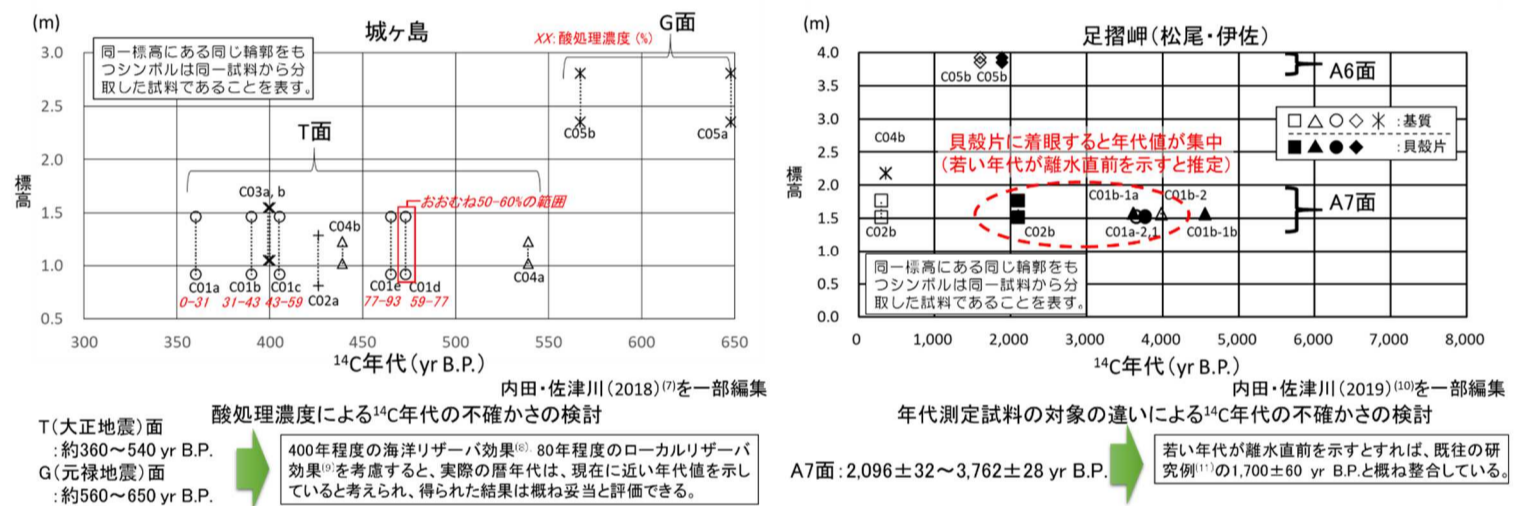 (m)
城ヶ島
XX:酸処理濃度(%)
G面
同一標高にある同じ輪郭をも
つシンボルは同一試料から分
取した試料であることを表す。
T面
C05b
C05a
C03a, b
おおむね50-60%の範囲
C04b
C04a
C01a
C01b
C01c
C02a
C01e
C01d
0-31
31-43
43-59
77-93
59-77
標高
3.0
2.5
2.0
1.5
1.0
0.5
300
350
400
450
500
550
600
650
¹⁴C年代(yr B.P.)
内田・佐津川(2018)⁽⁷⁾を一部編集
酸処理濃度による¹⁴C年代の不確かさの検討
T(大正地震)面
:約360~540 yr B.P.
G(元禄地震)面
:約560~650 yr B.P.
400年程度の海洋リザーバ効果⁽⁸⁾、80年程度のローカルリザーバ
効果⁽⁹⁾を考慮すると、実際の暦年代は、現在に近い年代値を示し
ていると考えられ、得られた結果は概ね妥当と評価できる。
(m)
足摺岬(松尾・伊佐)
C05b
C05b
A6面
□△○◇:基質
■▲●◆:貝殻片
C04b
貝殻片に着眼すると年代値が集中
(若い年代が離水直前を示すと推定)
C01b-1a
C01b-2
A7面
C02b
C02b
C01a-2,1
C01b-1b
同一標高にある同じ輪郭をも
つシンボルは同一試料から分
取した試料であることを表す。
標高
4.0
3.5
3.0
2.5
2.0
1.5
1.0
0.5
0.0
0
1,000
2,000
3,000
4,000
5,000
6,000
7,000
8,000
¹⁴C年代(yr B.P.)
内田・佐津川(2019)⁽¹⁰⁾を一部編集
年代測定試料の対象の違いによる¹⁴C年代の不確かさの検討
A7面:2,096±32~3,762±28 yr B.P.
若い年代が離水直前を示すとすれば、既往の研
究例⁽¹¹⁾の1,700±60 yr B.P.と概ね整合している。